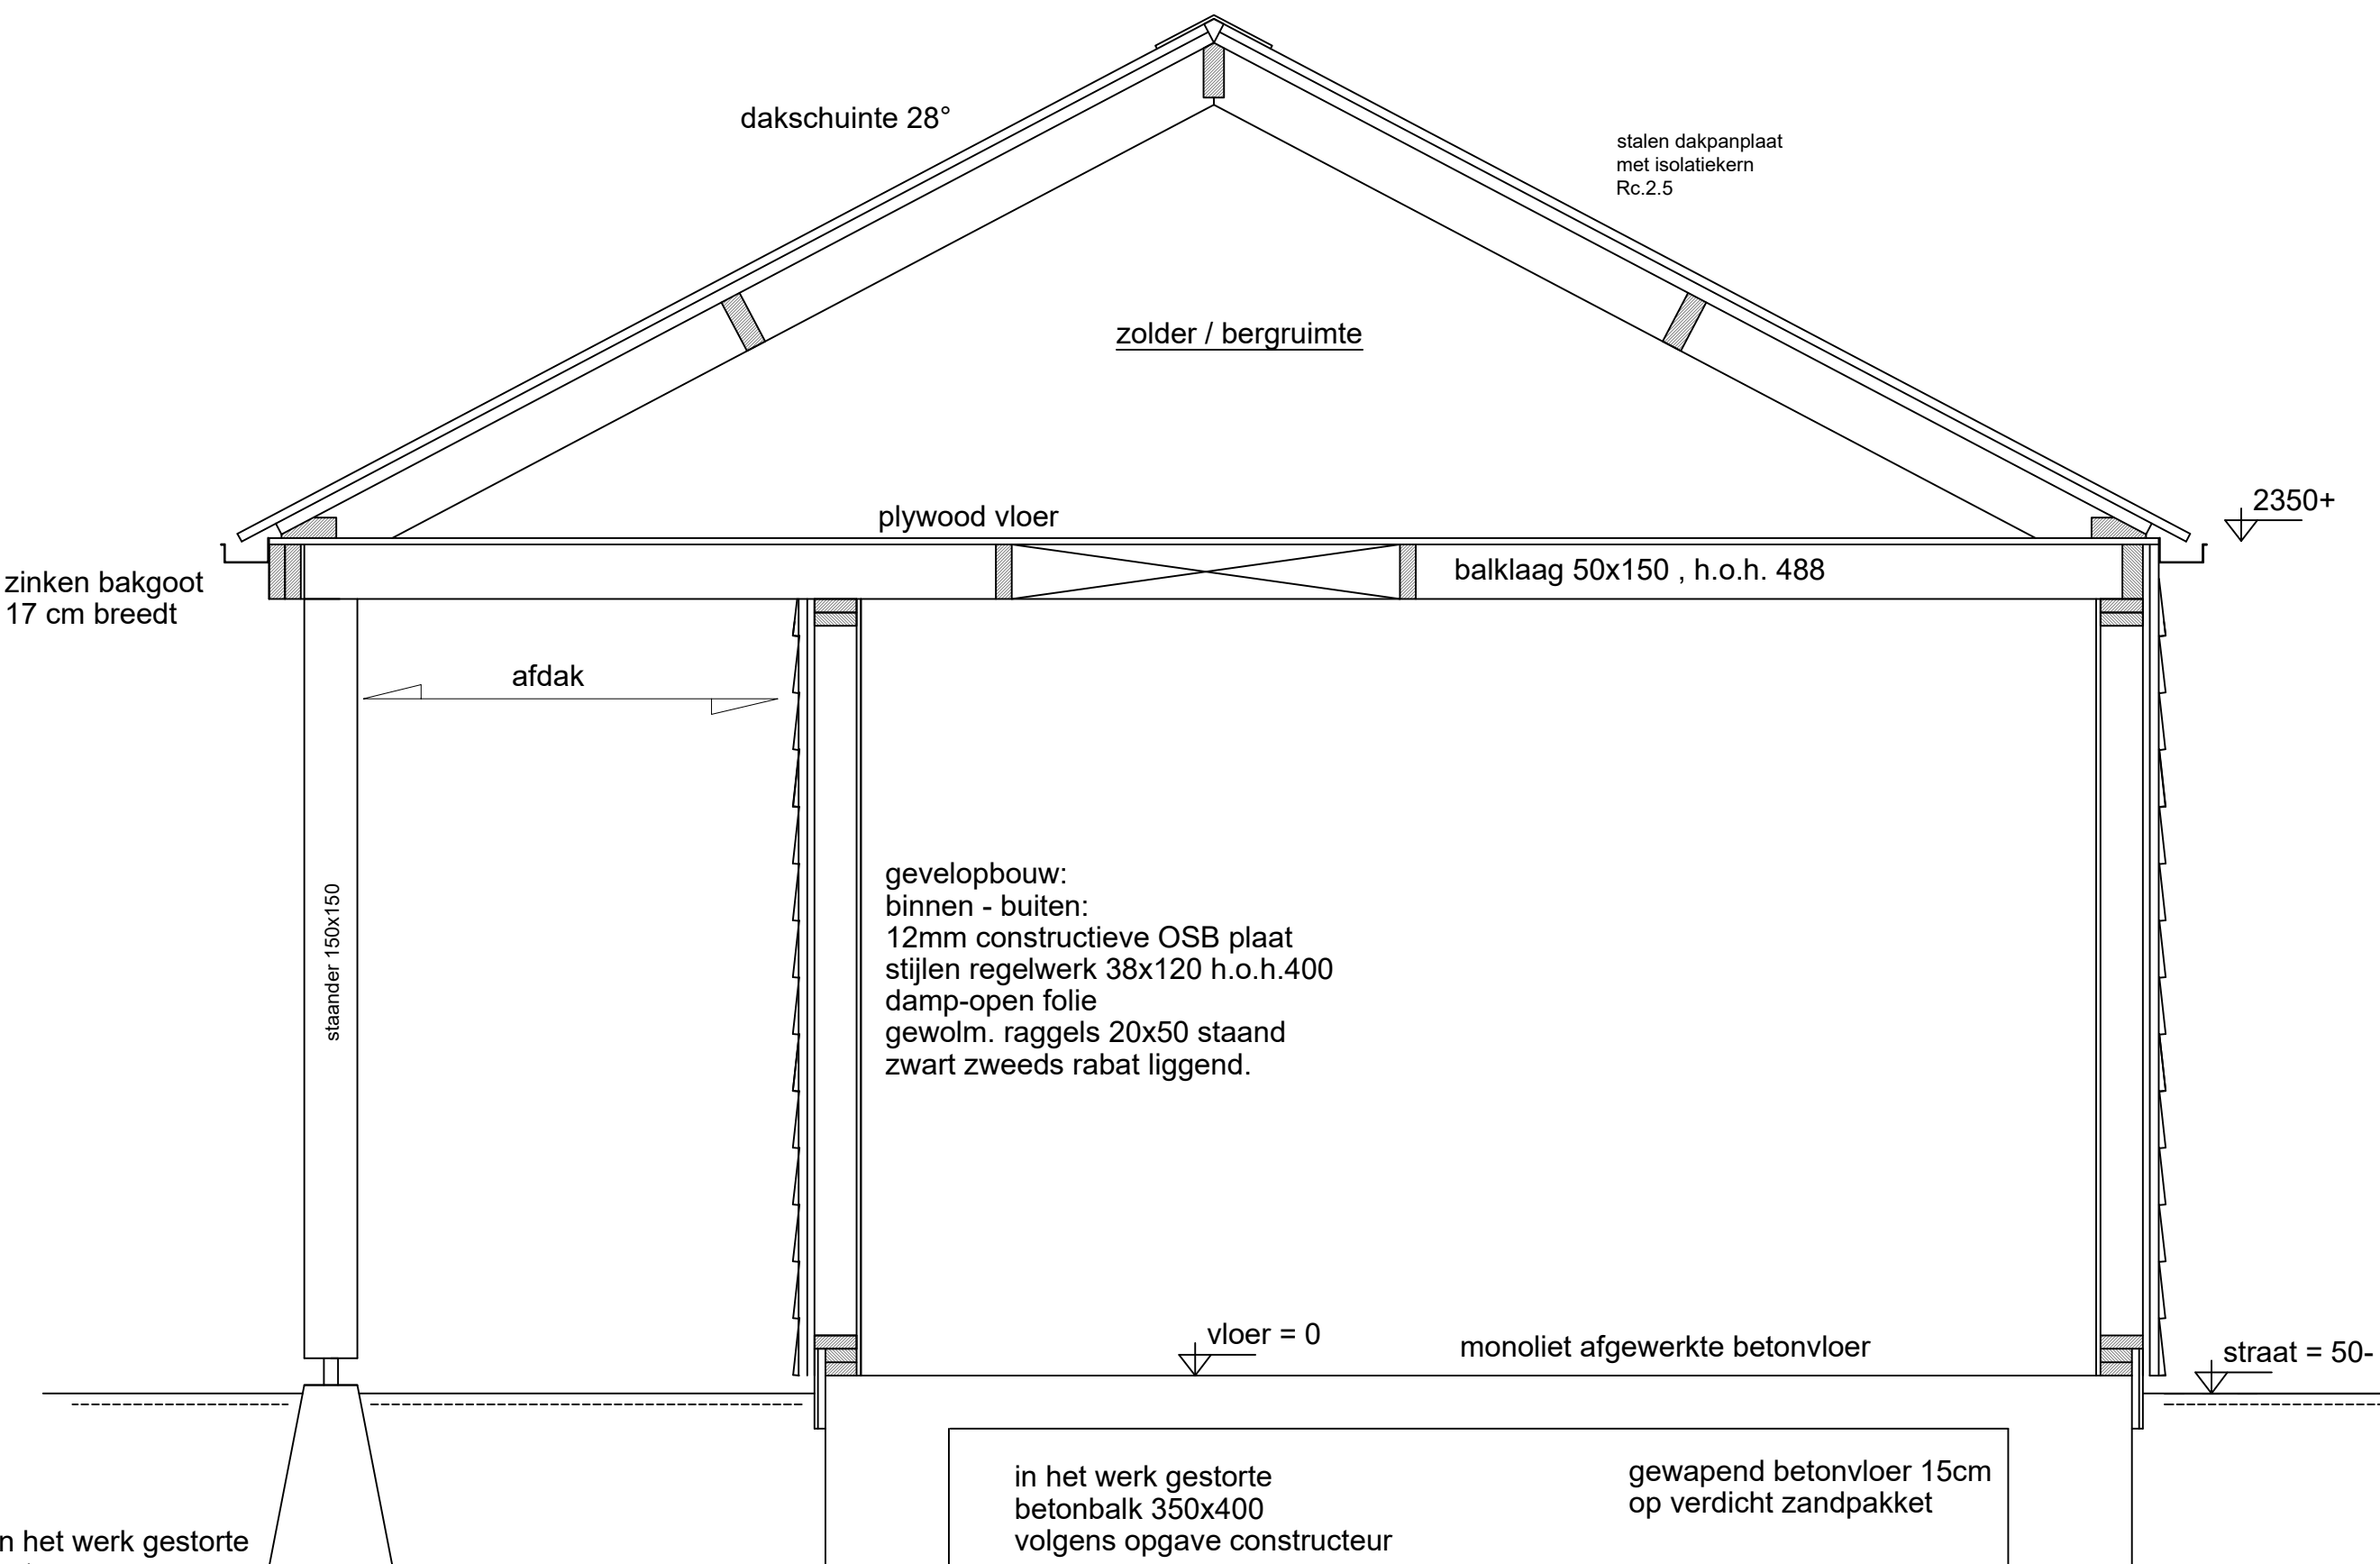 dakschuinte 28°
stalen dakpanplaat
met isolatiekern
Rc.2.5
zolder / bergruimte
plywood vloer
2350+
zinken bakgoot
17 cm breedt
balklaag 50x150 , h.o.h. 488
afdak
staander 150x150
gevelopbouw:
binnen - buiten:
12mm constructieve OSB plaat
stijlen regelwerk 38x120 h.o.h.400
damp-open folie
gewolm. raggels 20x50 staand
zwart zweeds rabat liggend.
vloer = 0
monoliet afgewerkte betonvloer
straat = 50-
in het werk gestorte
betonbalk 350x400
volgens opgave constructeur
gewapend betonvloer 15cm
op verdicht zandpakket
n het werk gestorte